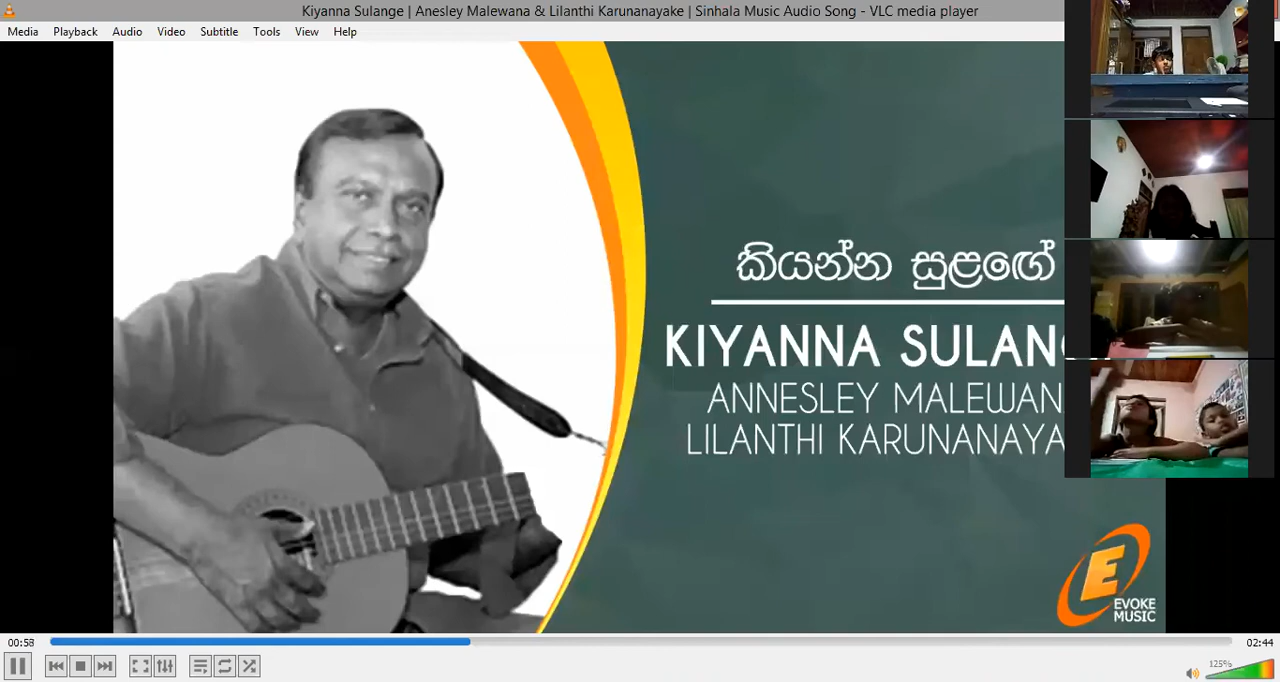 Kiyanna Sulange | Anesley Malewana & Lilanthi Karunanayake | Sinhala Music Audio Song - VLC media player
Media Playback Audio Video Subtitle Tools View Help
කියන්න සුළඟේ
KIYANNA SULANG
ANNESLEY MALEWAN
LILANTHI KARUNANAYA
E
EVOKE
MUSIC
00:58 02:44
125%